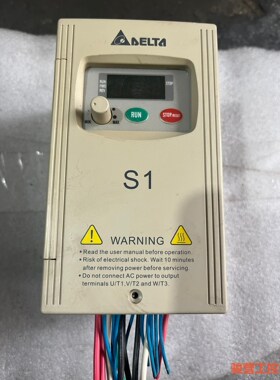 DELTA
RUN
STOP
S1
WARNING
• Read the user manual before operation.
• Risk of electrical shock. Wait 10 minutes
after removing power before servicing.
• Do not connect AC power to output
terminals U/T1,V/T2 and W/T3.